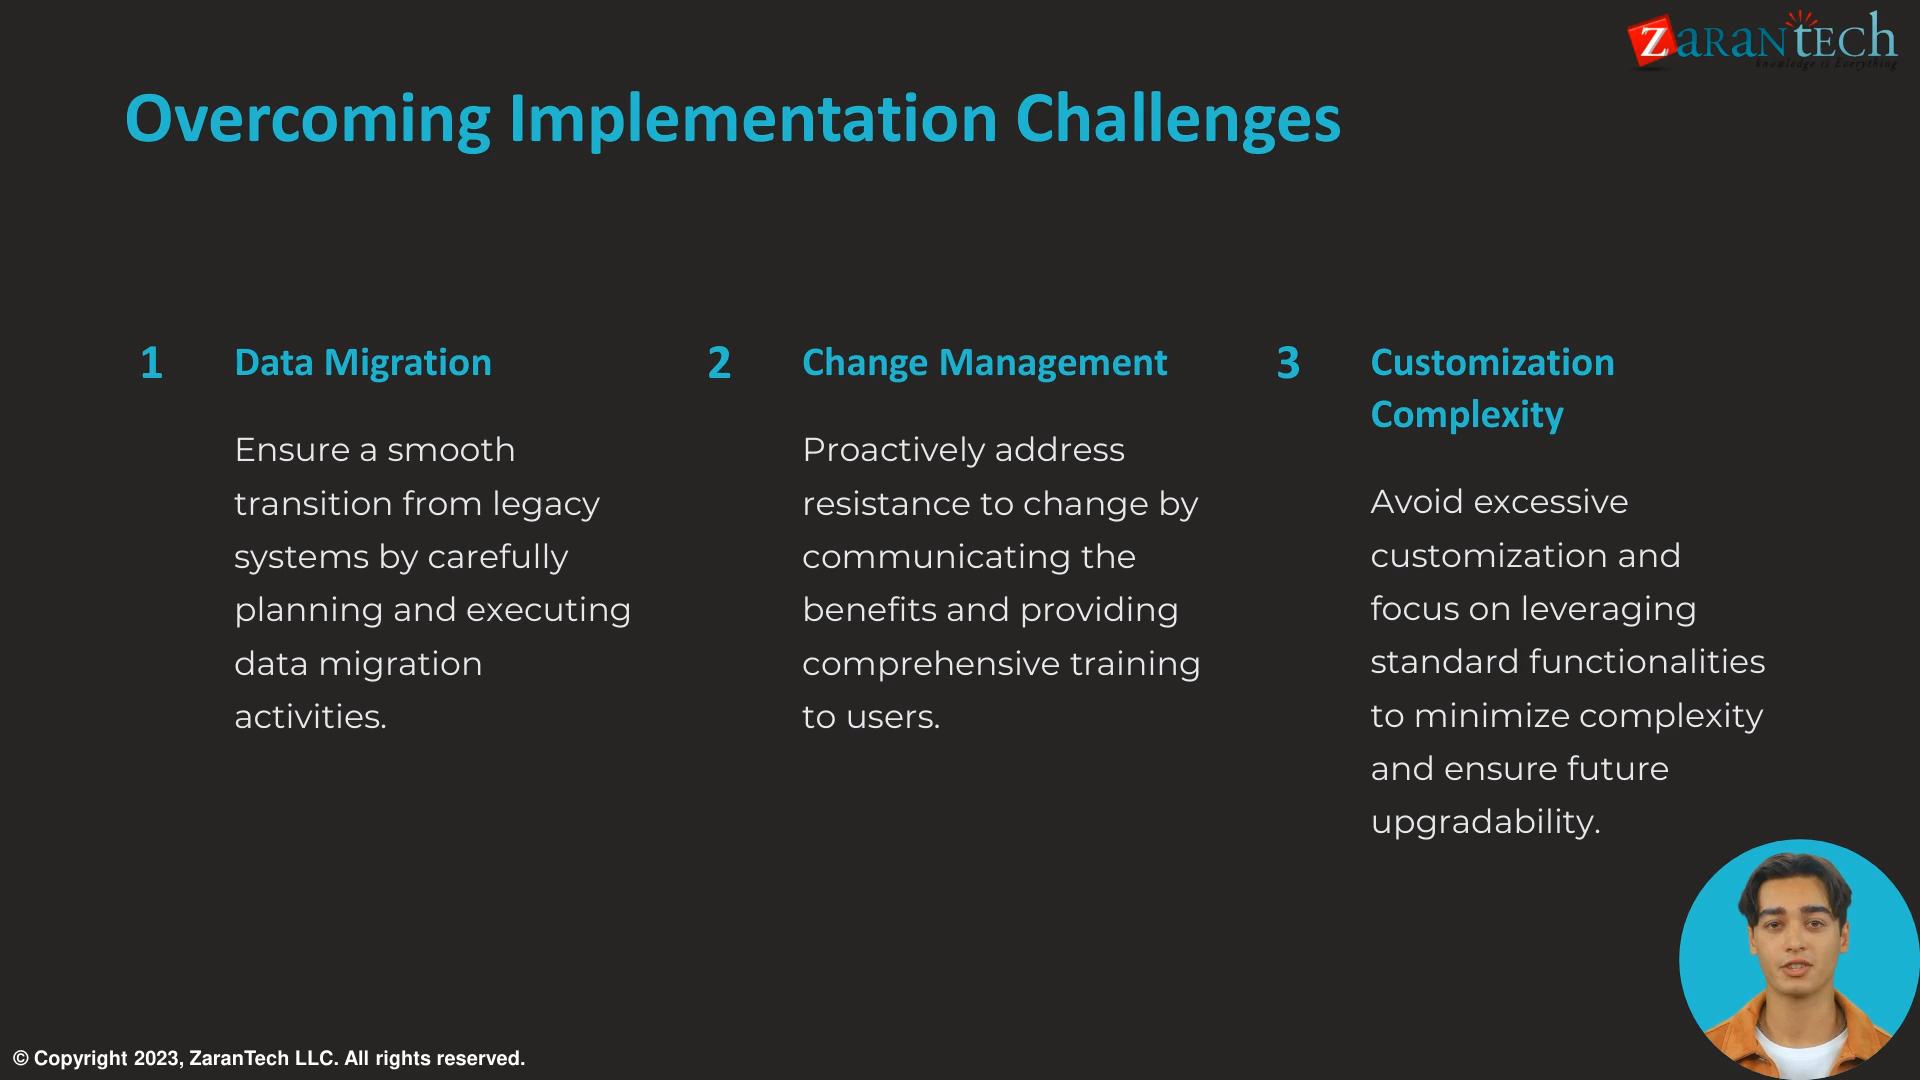 ZaranTech
knowledge is Everything
Overcoming Implementation Challenges
1
Data Migration
Ensure a smooth
transition from legacy
systems by carefully
planning and executing
data migration
activities.
2
Change Management
Proactively address
resistance to change by
communicating the
benefits and providing
comprehensive training
to users.
3
Customization
Complexity
Avoid excessive
customization and
focus on leveraging
standard functionalities
to minimize complexity
and ensure future
upgradability.
© Copyright 2023, ZaranTech LLC. All rights reserved.